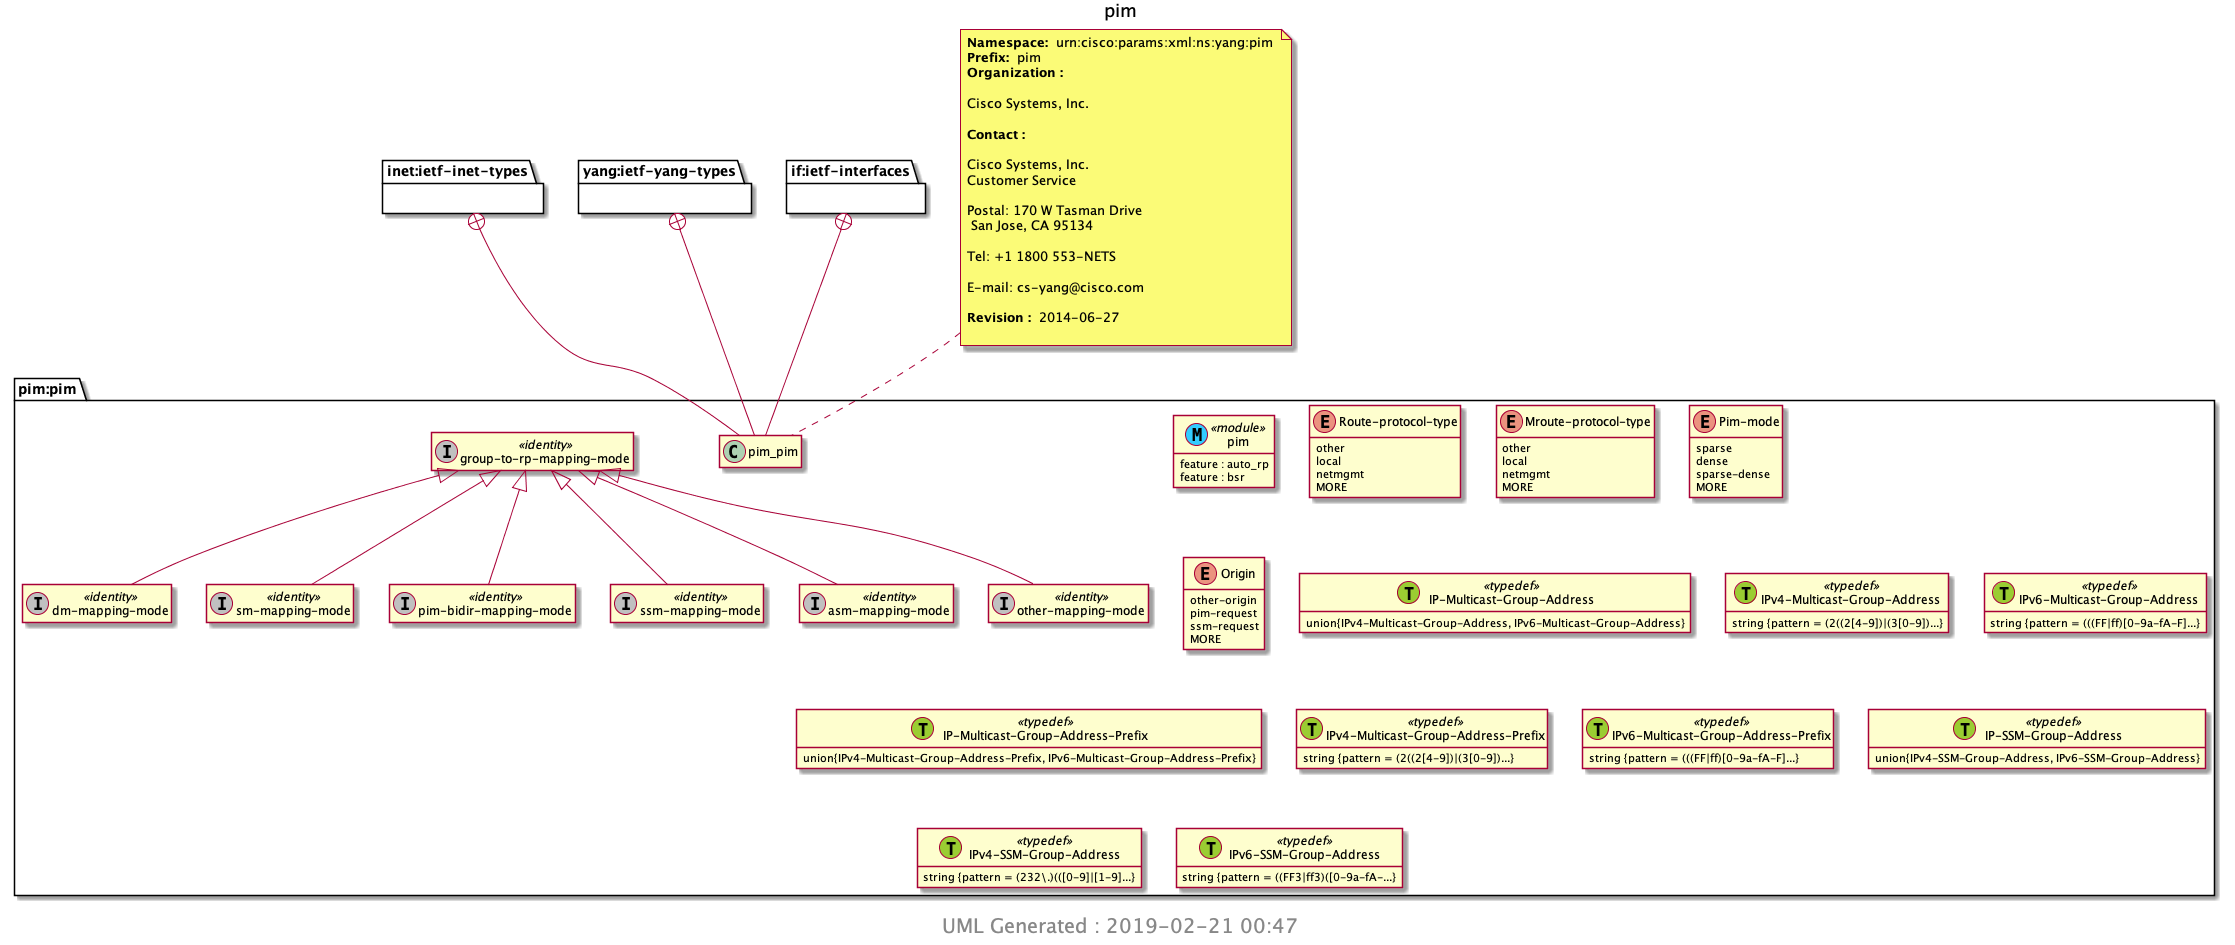 pim
Namespace: urn:cisco:params:xml:ns:yang:pim
Prefix: pim
Organization :
Cisco Systems, Inc.
Contact :
Cisco Systems, Inc.
Customer Service
Postal: 170 W Tasman Drive
San Jose, CA 95134
Tel: +1 1800 553-NETS
E-mail: cs-yang@cisco.com
Revision : 2014-06-27
inet:ietf-inet-types
yang:ietf-yang-types
if:ietf-interfaces
pim:pim
I
«identity»
group-to-rp-mapping-mode
C pim_pim
M
«module»
pim
feature : auto_rp
feature : bsr
E Route-protocol-type
other
local
netmgmt
MORE
E Mroute-protocol-type
other
local
netmgmt
MORE
E Pim-mode
sparse
dense
sparse-dense
MORE
I
«identity»
dm-mapping-mode
I
«identity»
sm-mapping-mode
I
«identity»
pim-bidir-mapping-mode
I
«identity»
ssm-mapping-mode
I
«identity»
asm-mapping-mode
I
«identity»
other-mapping-mode
E Origin
other-origin
pim-request
ssm-request
MORE
T
«typedef»
IP-Multicast-Group-Address
union{IPv4-Multicast-Group-Address, IPv6-Multicast-Group-Address}
T
«typedef»
IPv4-Multicast-Group-Address
string {pattern = (2((2[4-9])|(3[0-9])...}
T
«typedef»
IPv6-Multicast-Group-Address
string {pattern = (((FF|ff)[0-9a-fA-F]...}
T
«typedef»
IP-Multicast-Group-Address-Prefix
union{IPv4-Multicast-Group-Address-Prefix, IPv6-Multicast-Group-Address-Prefix}
T
«typedef»
IPv4-Multicast-Group-Address-Prefix
string {pattern = (2((2[4-9])|(3[0-9])...}
T
«typedef»
IPv6-Multicast-Group-Address-Prefix
string {pattern = (((FF|ff)[0-9a-fA-F]...}
T
«typedef»
IP-SSM-Group-Address
union{IPv4-SSM-Group-Address, IPv6-SSM-Group-Address}
T
«typedef»
IPv4-SSM-Group-Address
string {pattern = (232\.)(([0-9]|[1-9]...}
T
«typedef»
IPv6-SSM-Group-Address
string {pattern = ((FF3|ff3)([0-9a-fA-...}
UML Generated : 2019-02-21 00:47